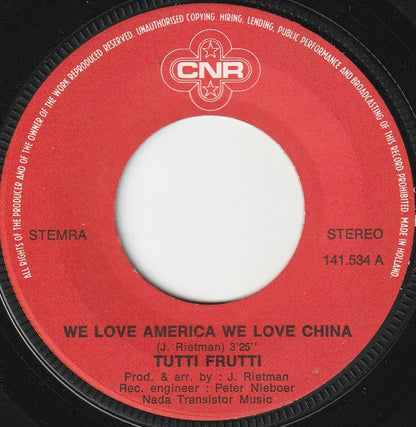 ALL RIGHTS OF THE PRODUCER AND OF THE OWNER OF THE WORK REPRODUCED RESERVED. UNAUTHORISED COPYING, HIRING, LENDING, PUBLIC PERFORMANCE AND BROADCASTING OF THIS RECORD PROHIBITED. MADE IN HOLLAND.
CNR
STEMRA
STEREO
141.534 A
WE LOVE AMERICA WE LOVE CHINA
(J. Rietman) 3'25''
TUTTI FRUTTI
Prod. & arr. by : J. Rietman
Rec. engineer : Peter Nieboer
Nada Transistor Music